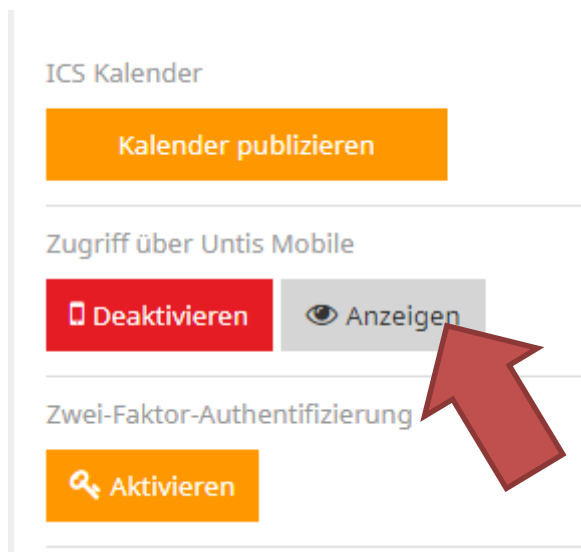 ICS Kalender
Kalender publizieren
Zugriff über Untis Mobile
Deaktivieren Anzeigen
Zwei-Faktor-Authentifizierung
Aktivieren